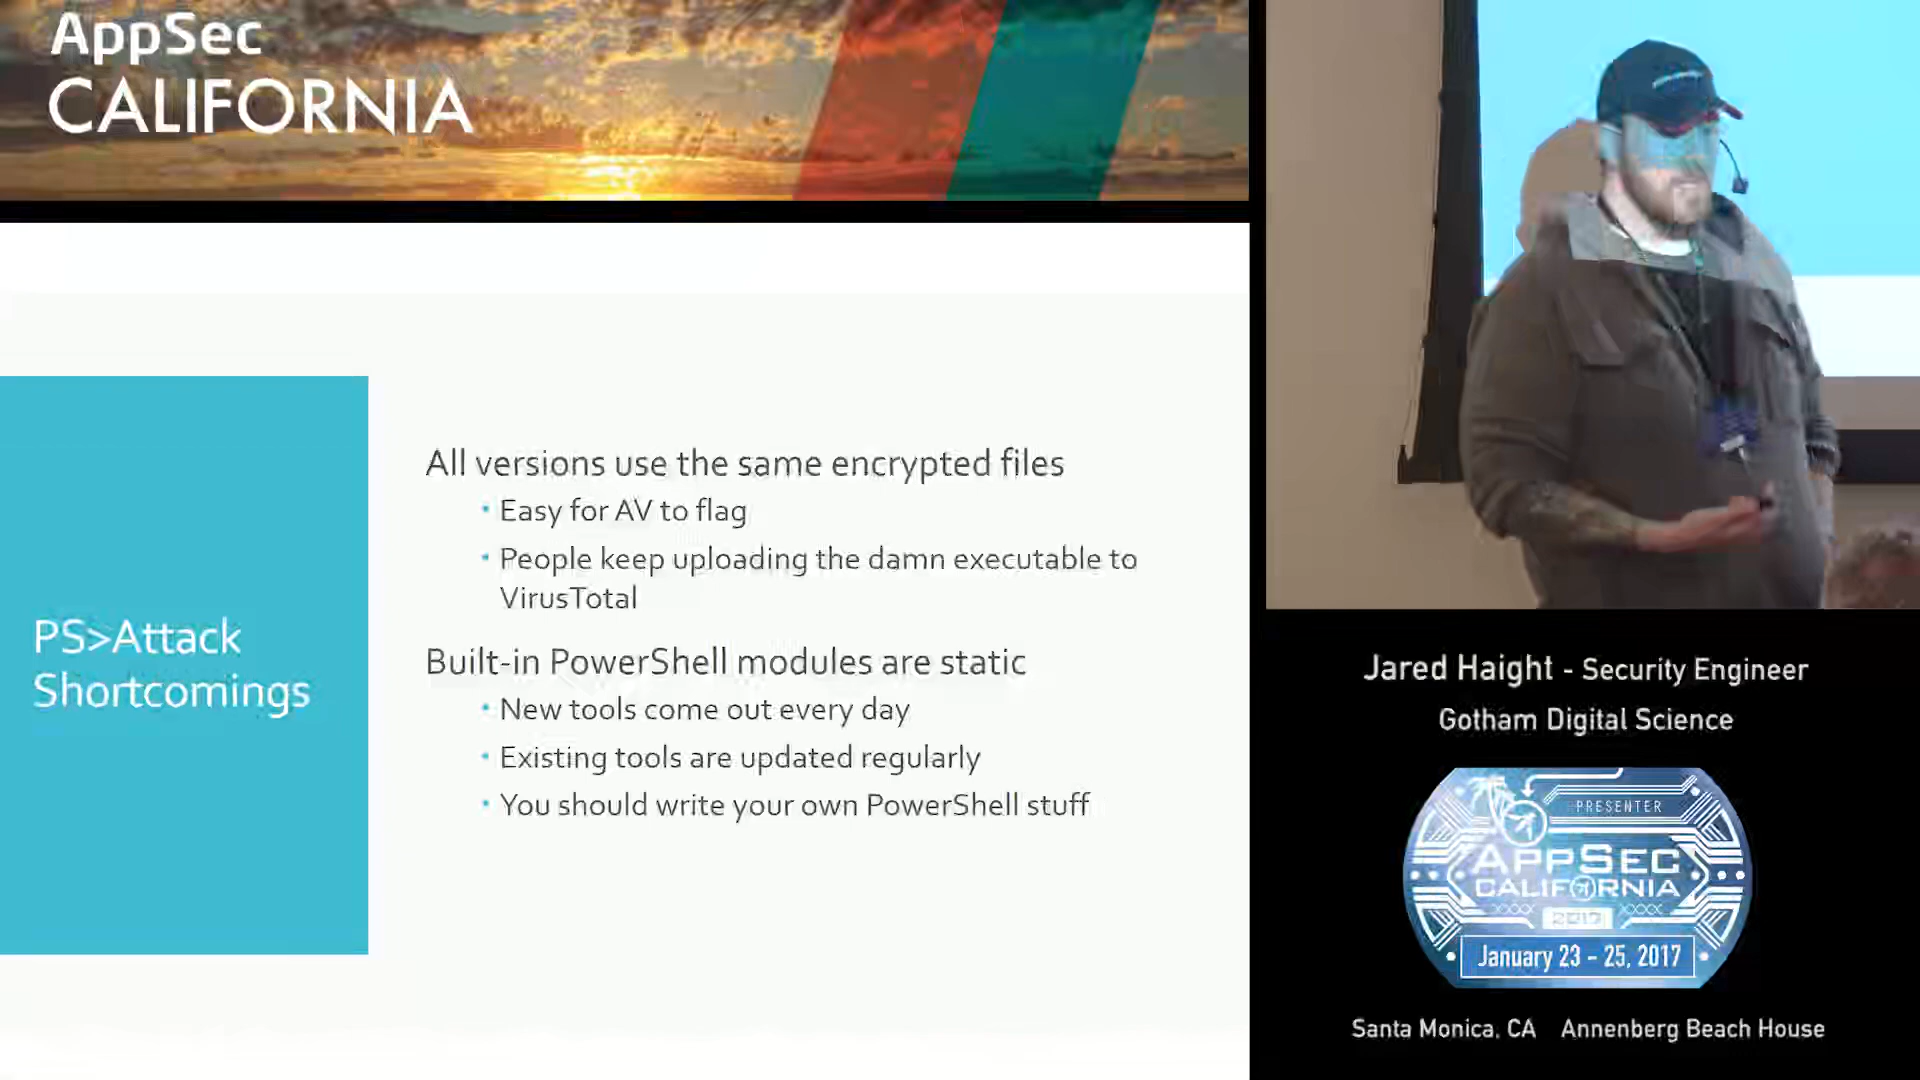 AppSec
CALIFORNIA
PS>Attack
Shortcomings
All versions use the same encrypted files
Easy for AV to flag
People keep uploading the damn executable to
VirusTotal
Built-in PowerShell modules are static
New tools come out every day
Existing tools are updated regularly
You should write your own PowerShell stuff
Jared Haight - Security Engineer
Gotham Digital Science
PRESENTER
APPSEC
CALIFORNIA
2017
January 23 - 25, 2017
Santa Monica, CA Annenberg Beach House